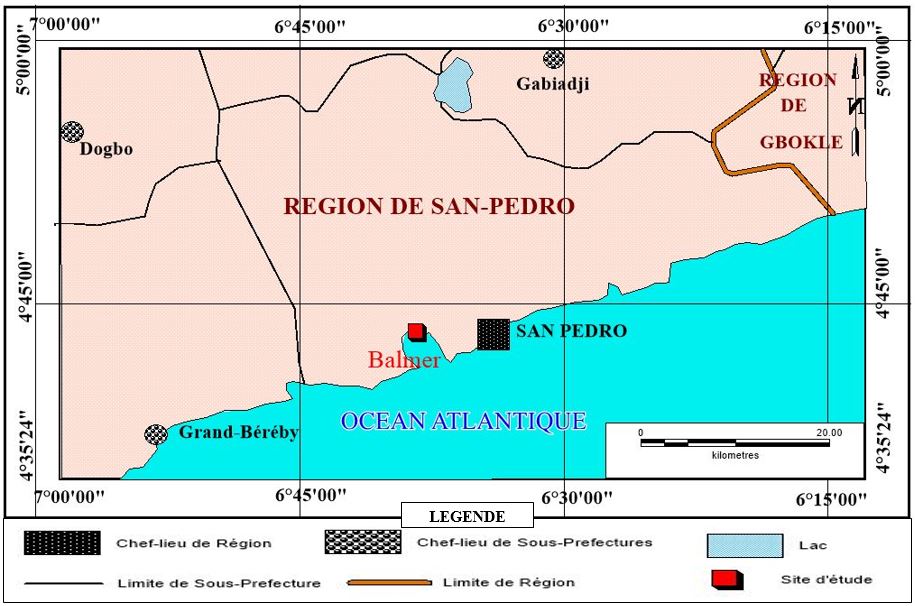 7°00'00" 6°45'00" 6°30'00" 6°15'00"
5°00'00" 5°00'00"
Gabiadji
REGION
DE
GBOKLE
N
Dogbo
REGION DE SAN-PEDRO
4°45'00" 4°45'00"
SAN PEDRO
Balmer
OCEAN ATLANTIQUE
Grand-Béréby
0 20.00
kilometres
4°35'24" 4°35'24"
7°00'00" 6°45'00" 6°30'00" 6°15'00"
LEGENDE
Chef-lieu de Région Chef-lieu de Sous-Prefectures Lac
Limite de Sous-Prefecture Limite de Région Site d'étude